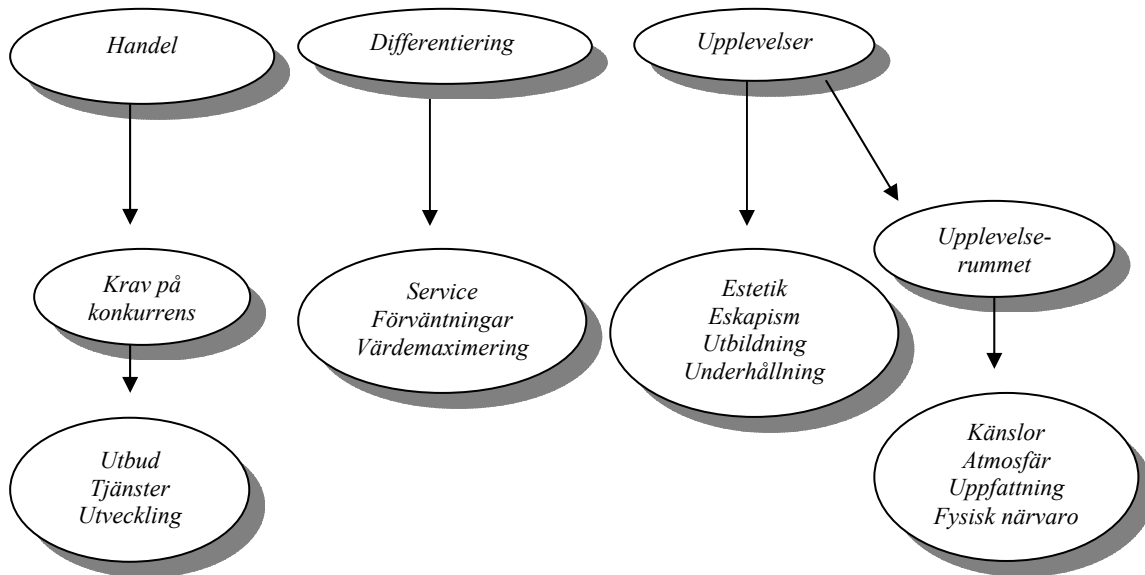 Handel
Differentiering
Upplevelser
Krav på
konkurrens
Service
Förväntningar
Värdemaximering
Estetik
Eskapism
Utbildning
Underhållning
Upplevelse-
rummet
Utbud
Tjänster
Utveckling
Känslor
Atmosfär
Uppfattning
Fysisk närvaro